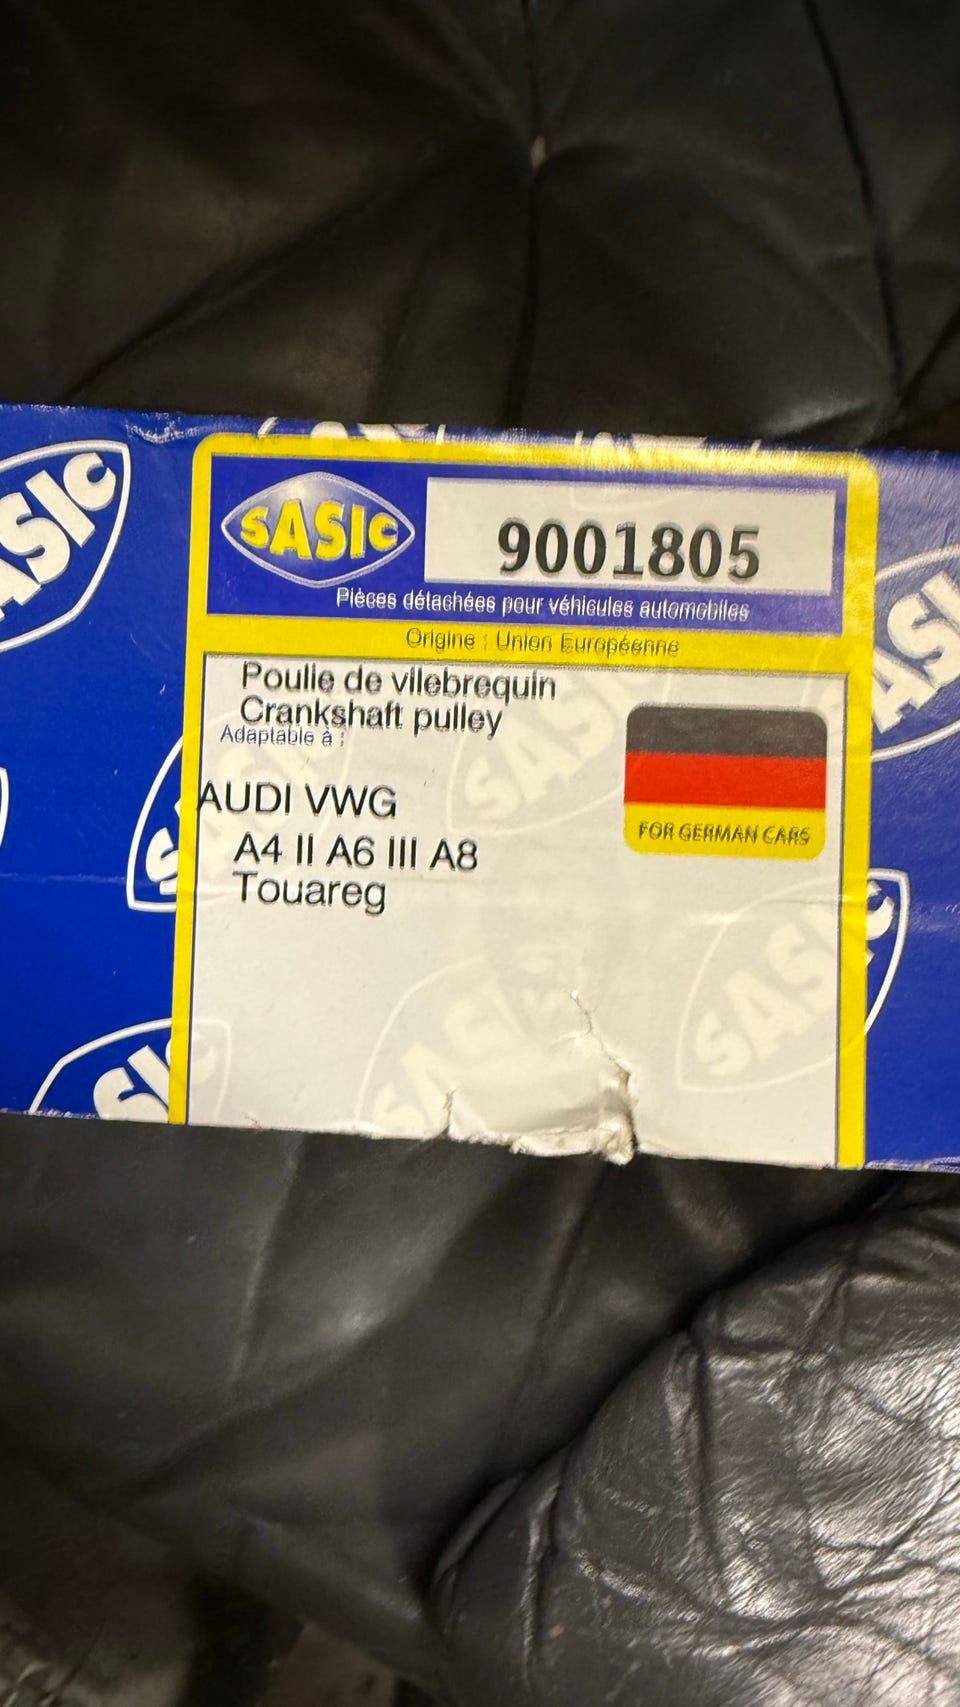 SASIC
9001805
Pièces détachées pour véhicules automobiles
Origine : Union Européenne
Poulie de vilebrequin
Crankshaft pulley
Adaptable à :
AUDI VWG
A4 II A6 III A8
Touareg
FOR GERMAN CARS